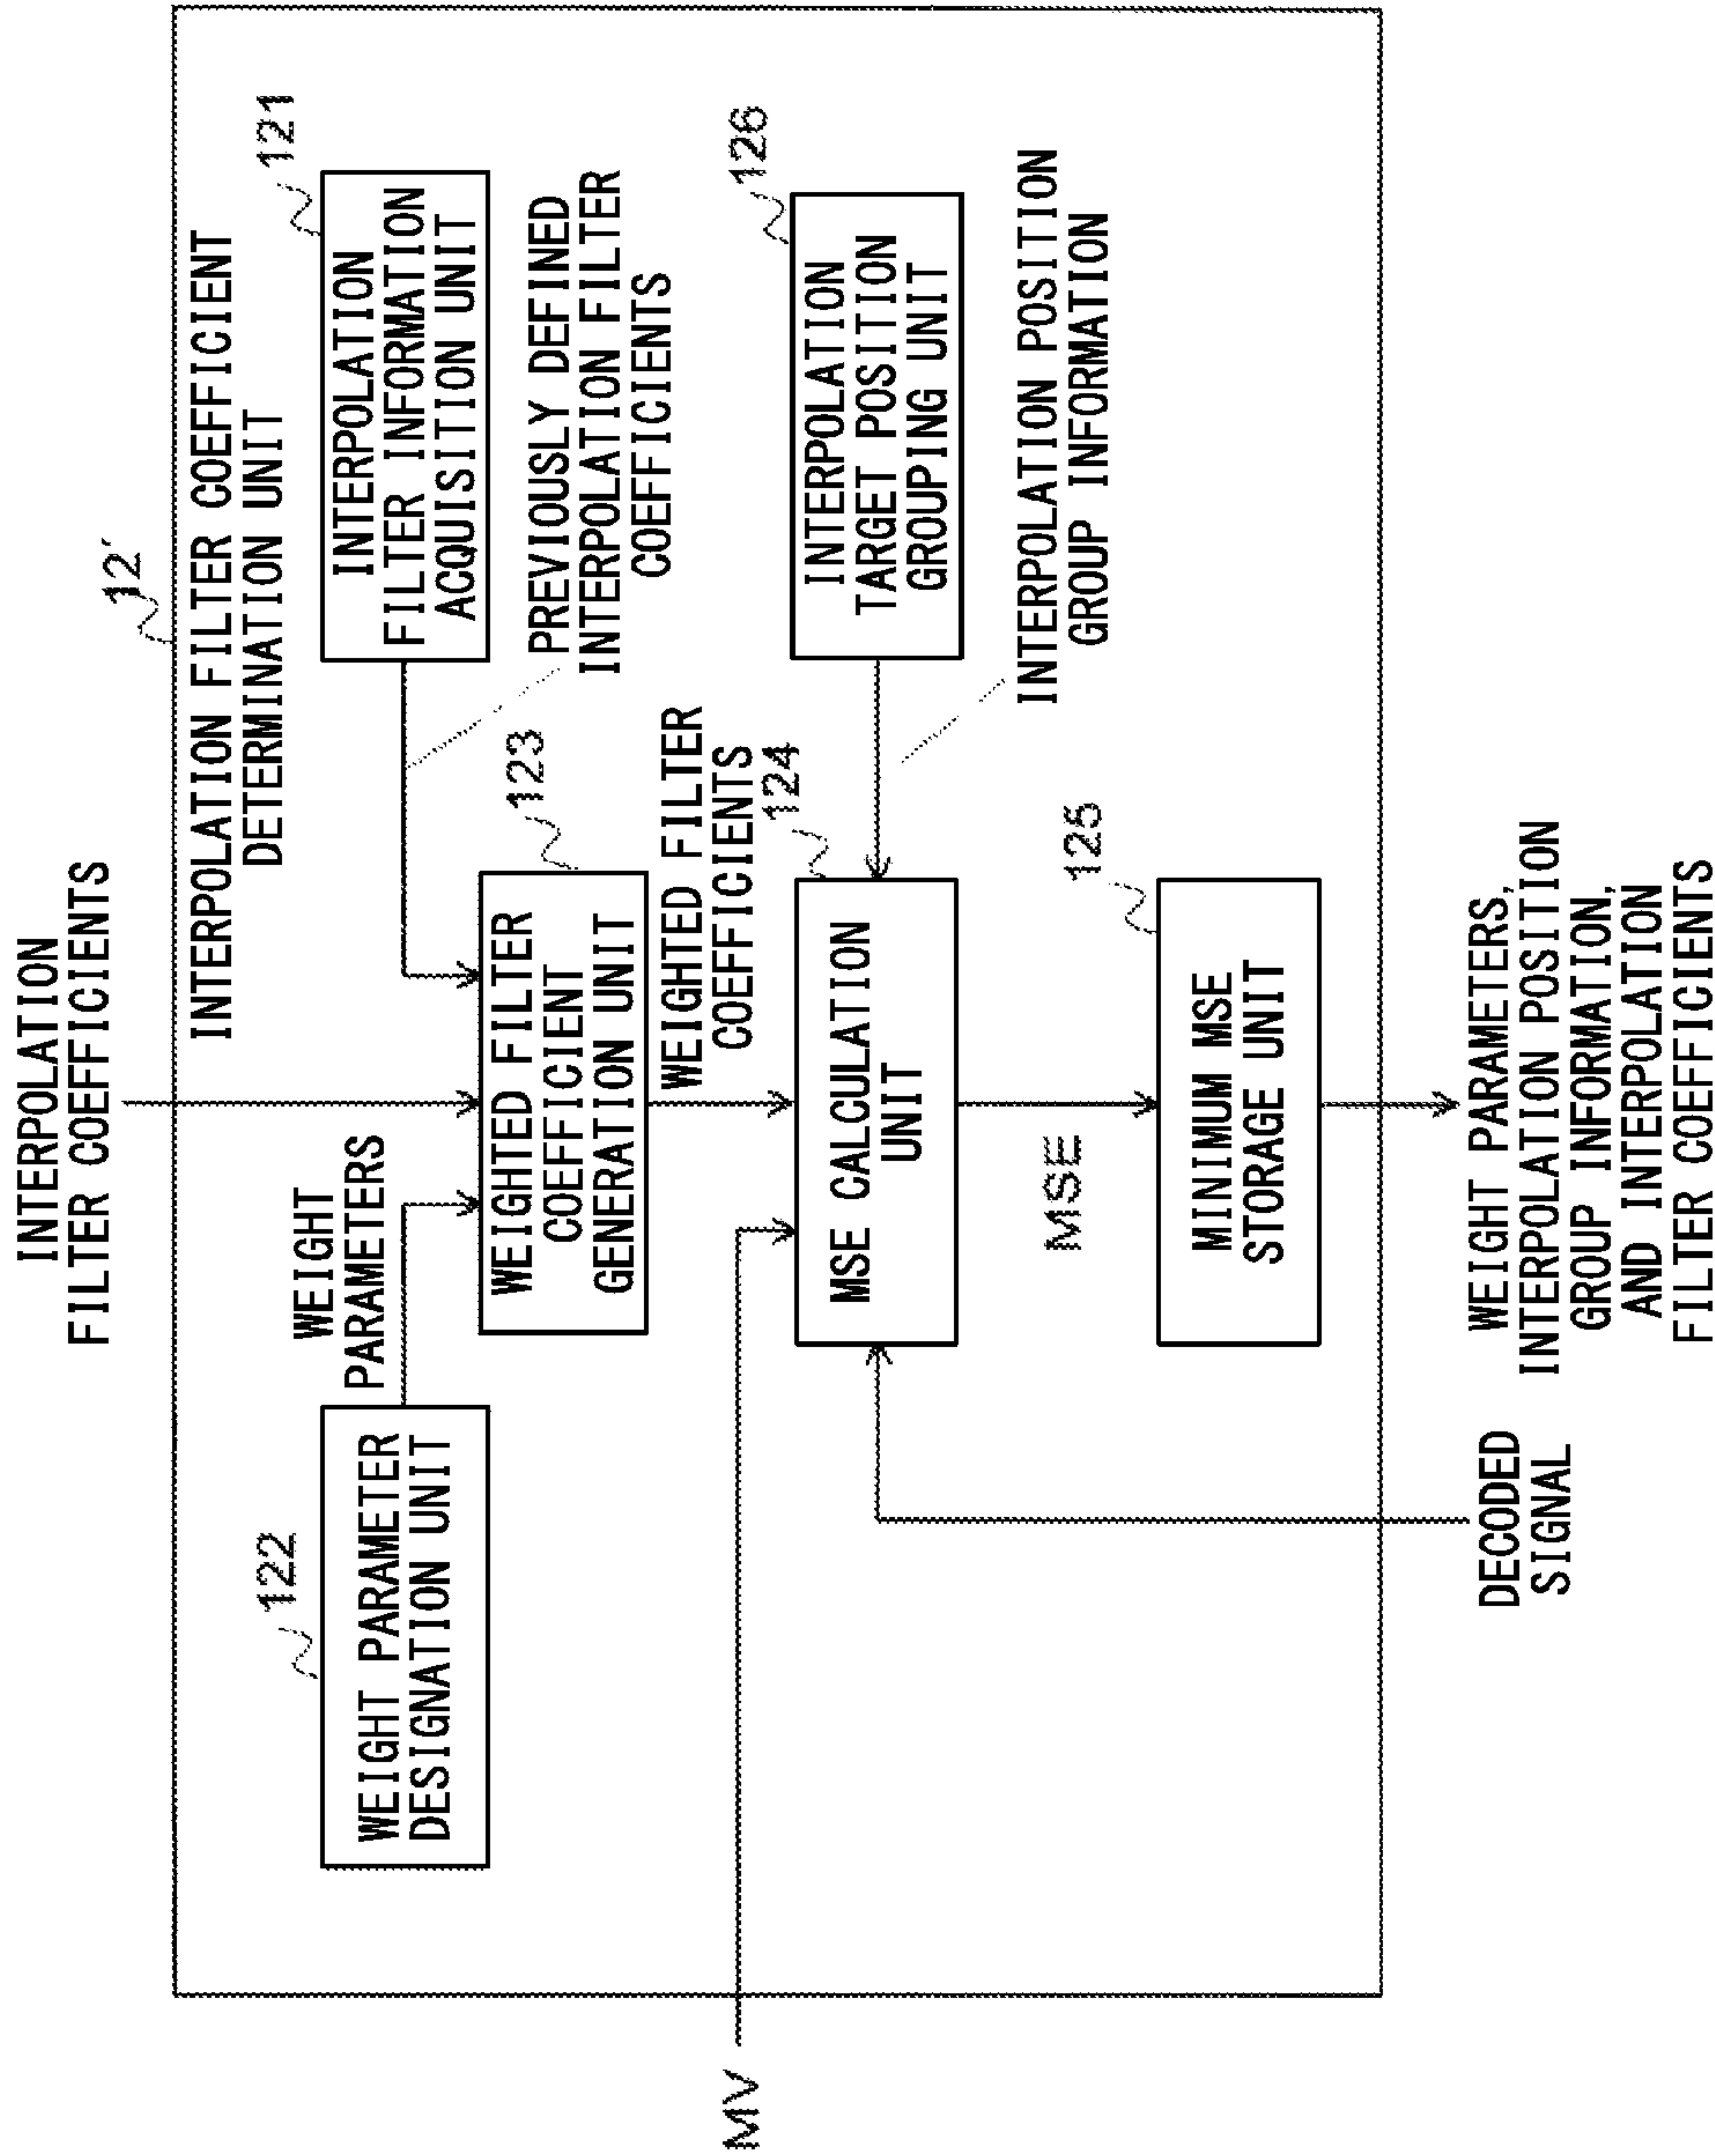 INTERPOLATION
FILTER COEFFICIENTS
12'
INTERPOLATION FILTER COEFFICIENT
DETERMINATION UNIT
122
WEIGHT PARAMETER
DESIGNATION UNIT
WEIGHT
PARAMETERS
121
INTERPOLATION
FILTER INFORMATION
ACQUISITION UNIT
PREVIOUSLY DEFINED
INTERPOLATION FILTER
COEFFICIENTS
123
WEIGHTED FILTER
COEFFICIENT
GENERATION UNIT
WEIGHTED FILTER
COEFFICIENTS
MV
124
MSE CALCULATION
UNIT
126
INTERPOLATION
TARGET POSITION
GROUPING UNIT
INTERPOLATION POSITION
GROUP INFORMATION
MSE
125
MINIMUM MSE
STORAGE UNIT
DECODED
SIGNAL
WEIGHT PARAMETERS,
INTERPOLATION POSITION
GROUP INFORMATION,
AND INTERPOLATION
FILTER COEFFICIENTS